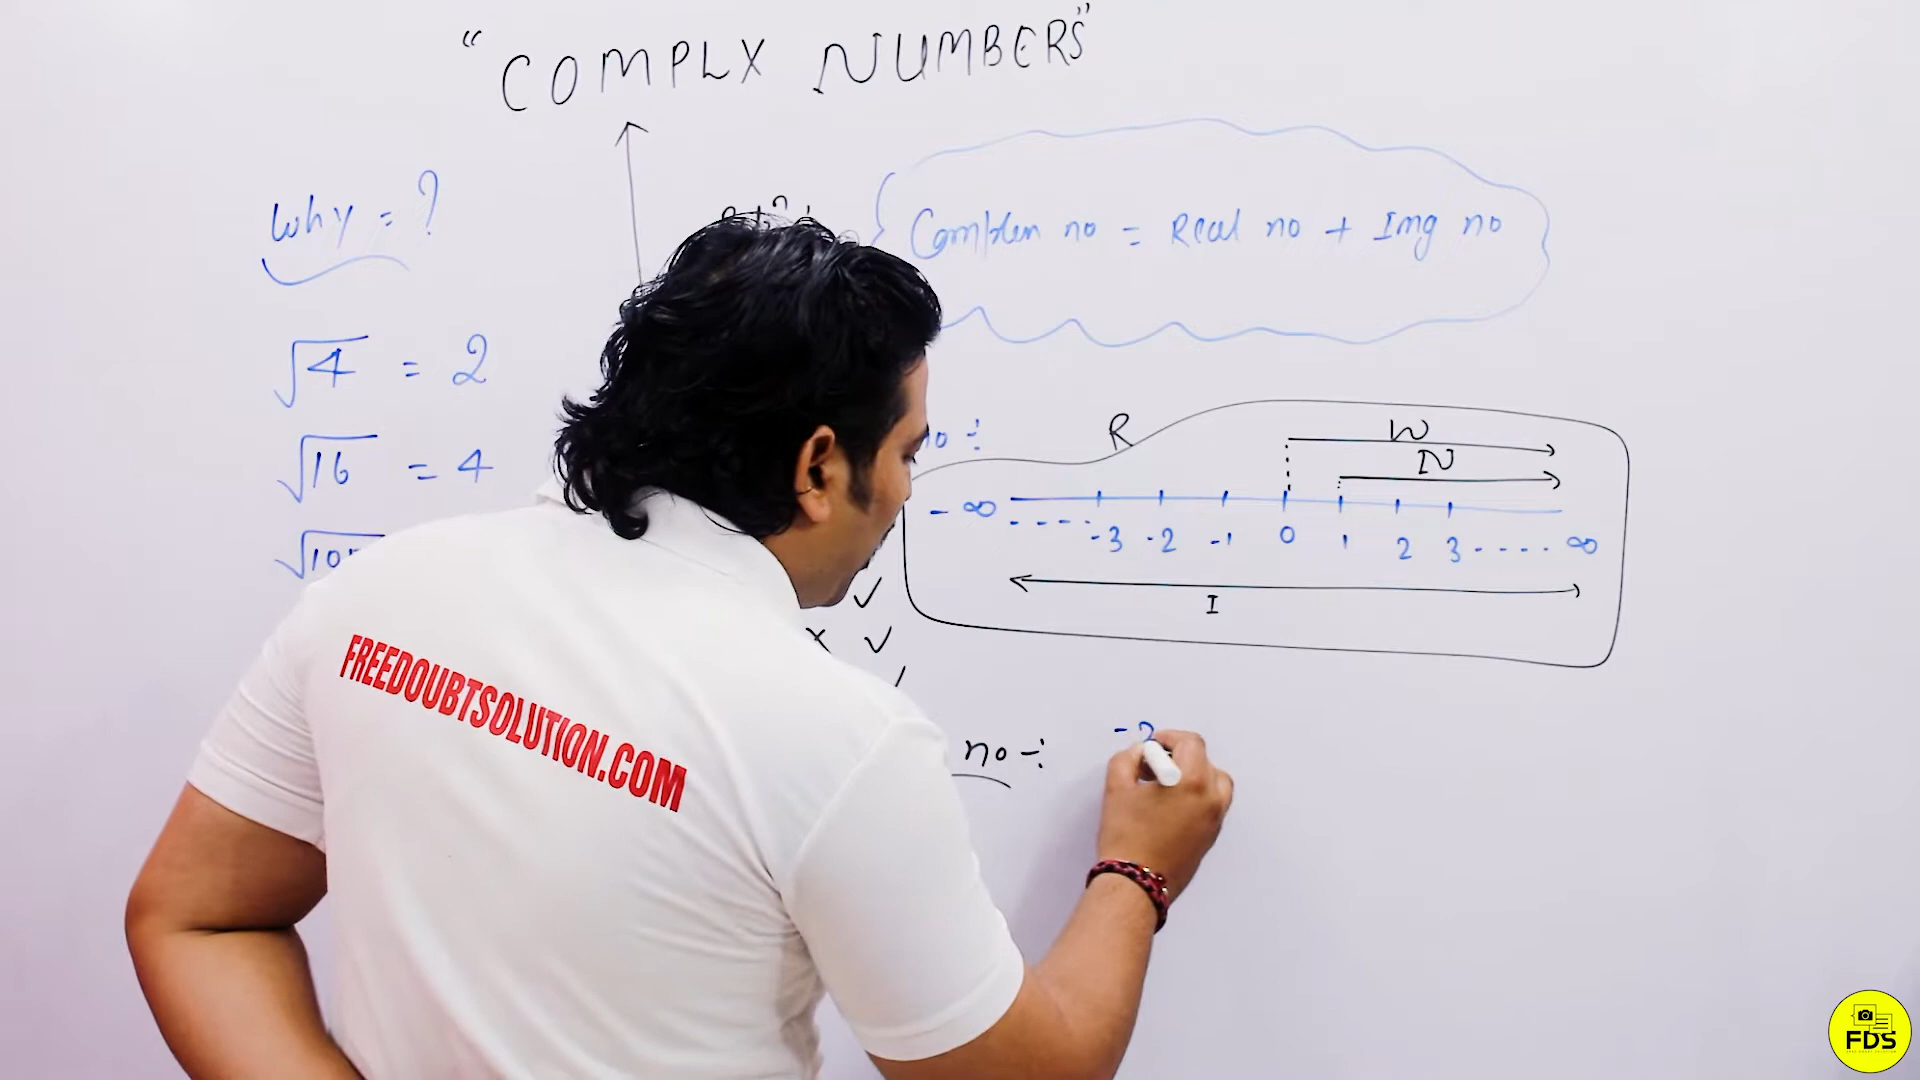 “COMPLX NUMBERS”
Why = ?
Complex no = Real no + Img no
√4 = 2
√16 = 4
no ÷
R
W
N
- ∞ - - - - -3 -2 -1 0 1 2 3 - - - - ∞
I
FREEDOUBTSOLUTION.COM
no ÷
FDS